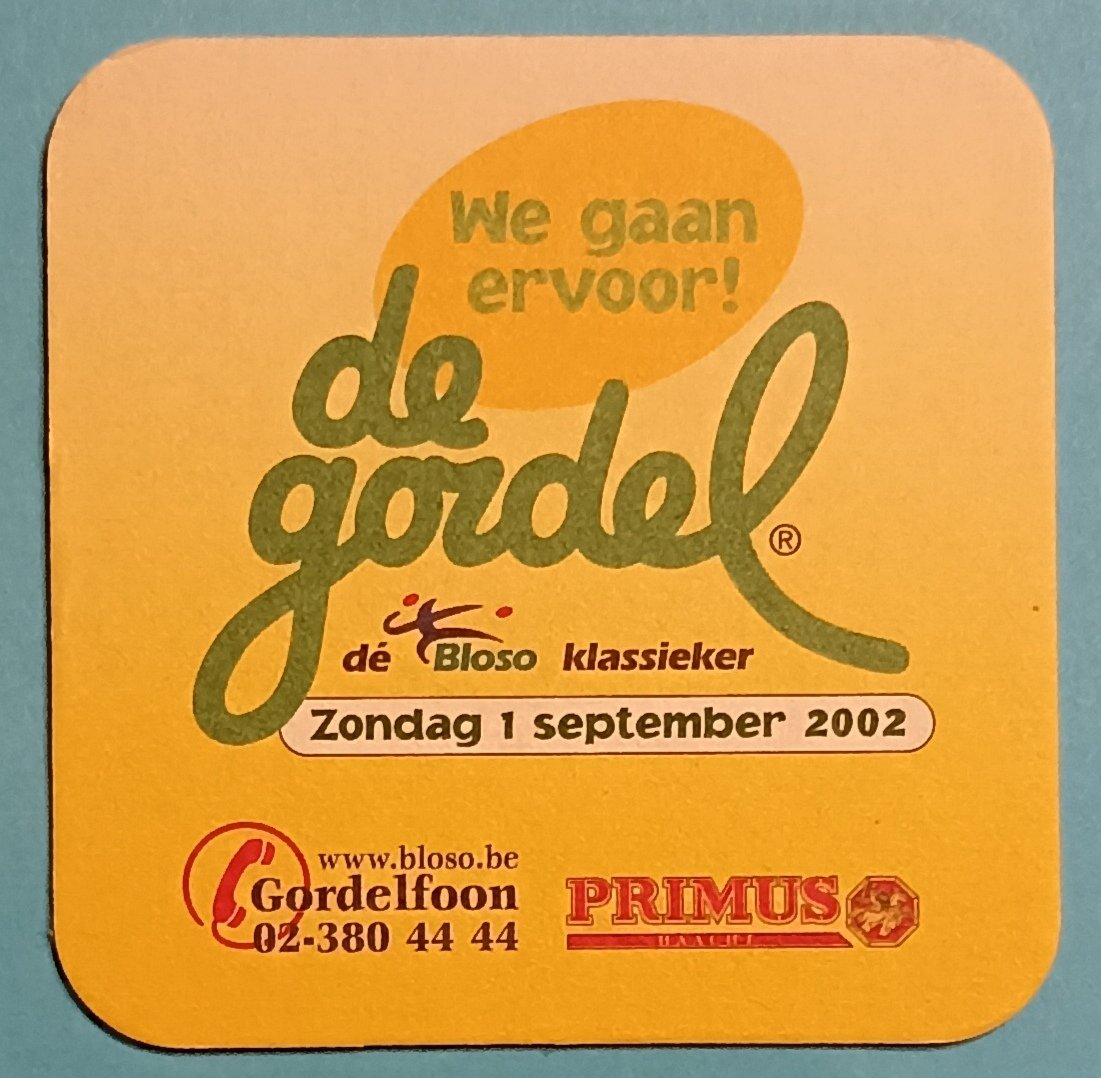 We gaan
ervoor!
de
gordel ®
dé Bloso klassieker
Zondag 1 september 2002
www.bloso.be
Gordelfoon
02-380 44 44
PRIMUS
HAACHT